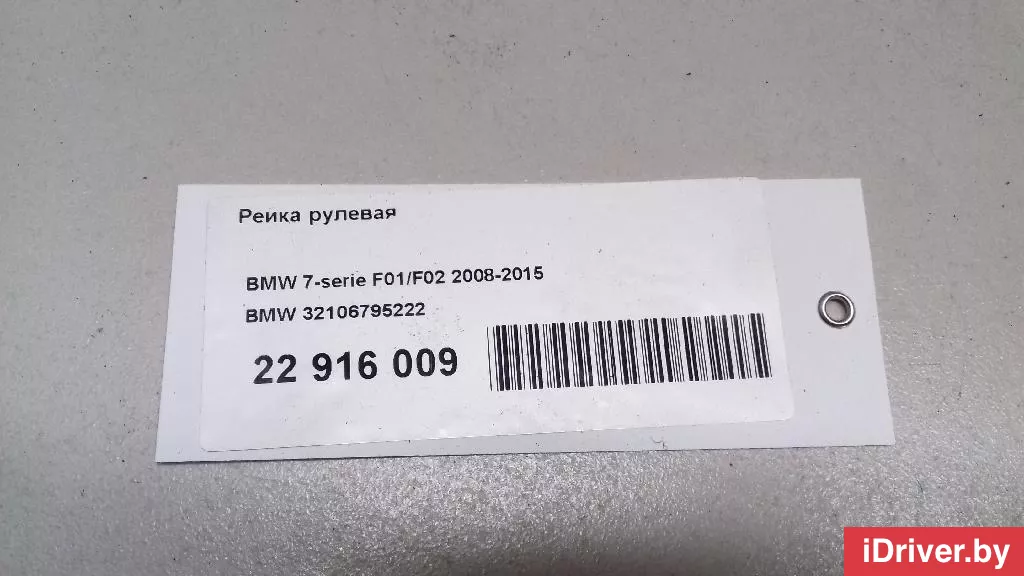 Рейка рулевая
BMW 7-serie F01/F02 2008-2015
BMW 32106795222
22 916 009
iDriver.by